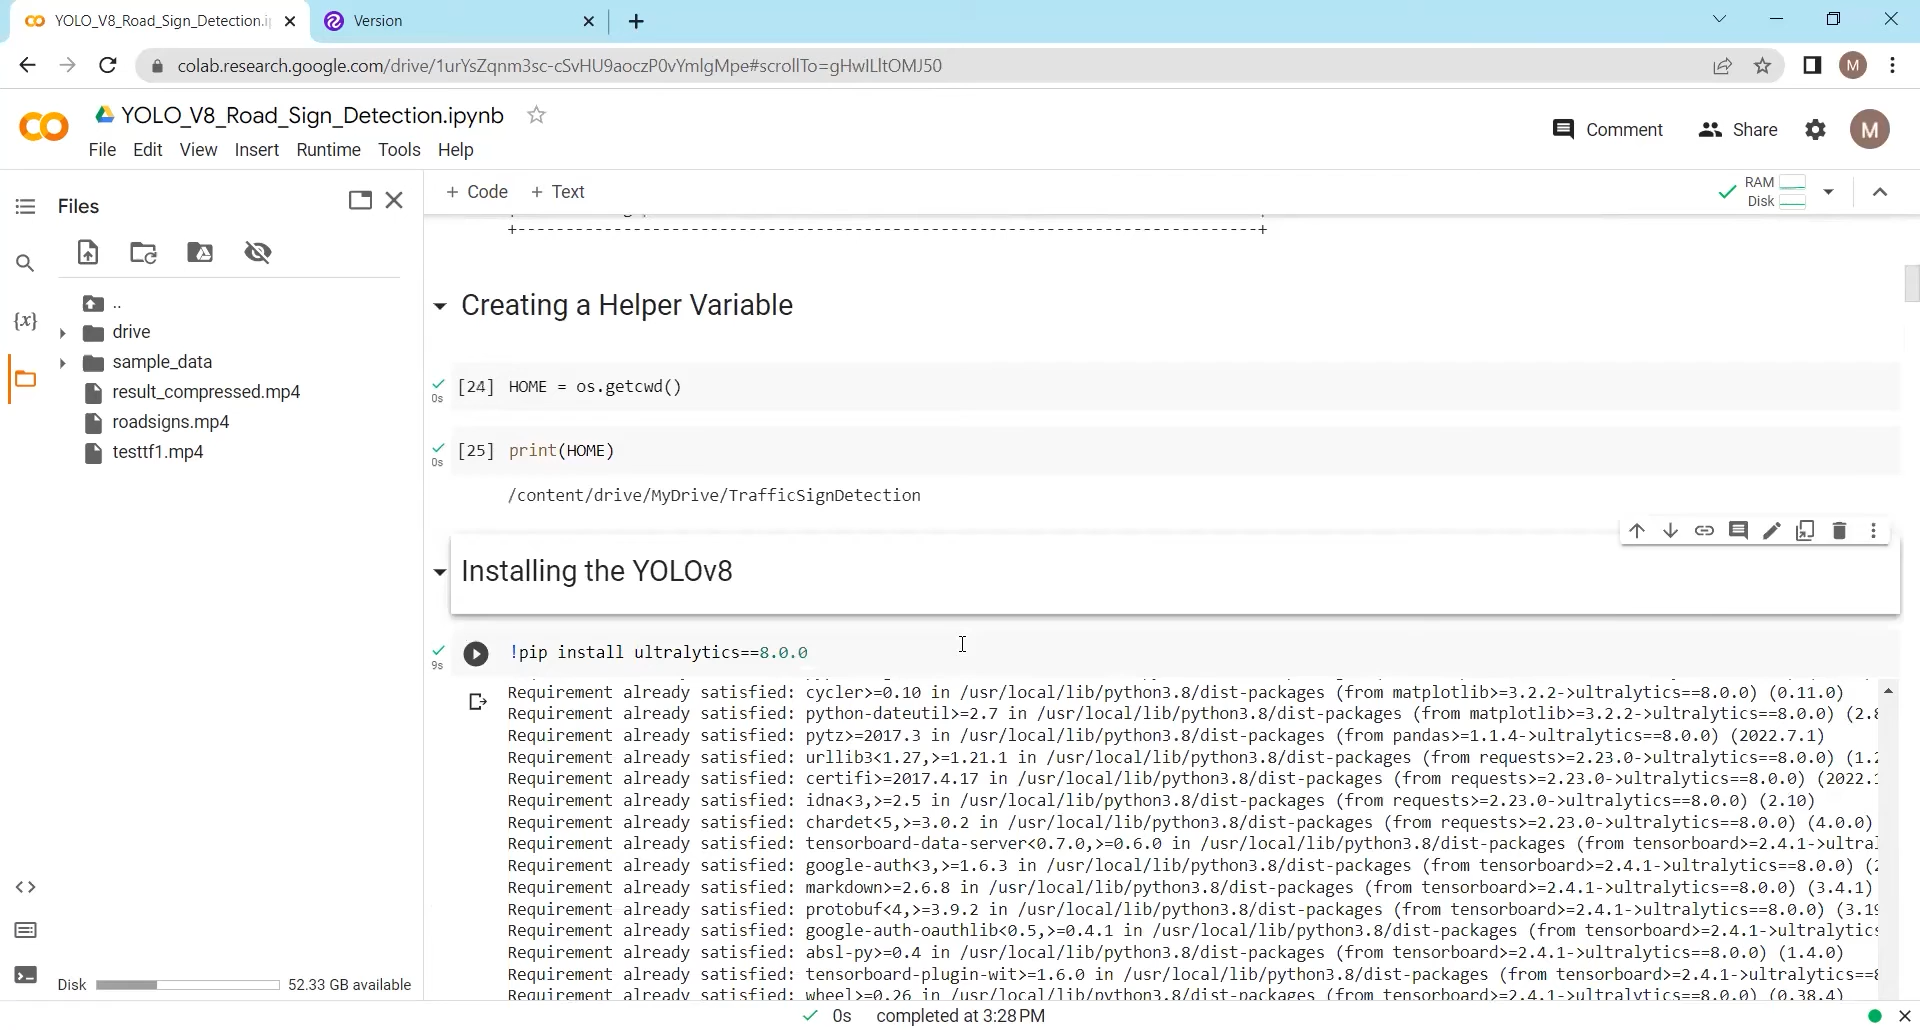 YOLO_V8_Road_Sign_Detection.i
Version
colab.research.google.com/drive/1urYsZqnm3sc-cSvHU9aoczP0vYmlgMpe#scrollTo=gHwILltOMJ50
M
YOLO_V8_Road_Sign_Detection.ipynb
Comment
Share
M
File Edit View Insert Runtime Tools Help
Files
+ Code + Text
RAM
Disk
+---------------------------------------------------------------------------+
..
drive
sample_data
result_compressed.mp4
roadsigns.mp4
testtf1.mp4
{x}
Creating a Helper Variable
0s
[24] HOME = os.getcwd()
0s
[25] print(HOME)
/content/drive/MyDrive/TrafficSignDetection
Installing the YOLOv8
9s
!pip install ultralytics==8.0.0
Requirement already satisfied: cycler>=0.10 in /usr/local/lib/python3.8/dist-packages (from matplotlib>=3.2.2->ultralytics==8.0.0) (0.11.0)
Requirement already satisfied: python-dateutil>=2.7 in /usr/local/lib/python3.8/dist-packages (from matplotlib>=3.2.2->ultralytics==8.0.0) (2.8
Requirement already satisfied: pytz>=2017.3 in /usr/local/lib/python3.8/dist-packages (from pandas>=1.1.4->ultralytics==8.0.0) (2022.7.1)
Requirement already satisfied: urllib3<1.27,>=1.21.1 in /usr/local/lib/python3.8/dist-packages (from requests>=2.23.0->ultralytics==8.0.0) (1.2
Requirement already satisfied: certifi>=2017.4.17 in /usr/local/lib/python3.8/dist-packages (from requests>=2.23.0->ultralytics==8.0.0) (2022.1
Requirement already satisfied: idna<3,>=2.5 in /usr/local/lib/python3.8/dist-packages (from requests>=2.23.0->ultralytics==8.0.0) (2.10)
Requirement already satisfied: chardet<5,>=3.0.2 in /usr/local/lib/python3.8/dist-packages (from requests>=2.23.0->ultralytics==8.0.0) (4.0.0)
Requirement already satisfied: tensorboard-data-server<0.7.0,>=0.6.0 in /usr/local/lib/python3.8/dist-packages (from tensorboard>=2.4.1->ultral
Requirement already satisfied: google-auth<3,>=1.6.3 in /usr/local/lib/python3.8/dist-packages (from tensorboard>=2.4.1->ultralytics==8.0.0) (2
Requirement already satisfied: markdown>=2.6.8 in /usr/local/lib/python3.8/dist-packages (from tensorboard>=2.4.1->ultralytics==8.0.0) (3.4.1)
Requirement already satisfied: protobuf<4,>=3.9.2 in /usr/local/lib/python3.8/dist-packages (from tensorboard>=2.4.1->ultralytics==8.0.0) (3.19
Requirement already satisfied: google-auth-oauthlib<0.5,>=0.4.1 in /usr/local/lib/python3.8/dist-packages (from tensorboard>=2.4.1->ultralytics
Requirement already satisfied: absl-py>=0.4 in /usr/local/lib/python3.8/dist-packages (from tensorboard>=2.4.1->ultralytics==8.0.0) (1.4.0)
Requirement already satisfied: tensorboard-plugin-wit>=1.6.0 in /usr/local/lib/python3.8/dist-packages (from tensorboard>=2.4.1->ultralytics==8
Requirement already satisfied: wheel>=0.26 in /usr/local/lib/python3.8/dist-packages (from tensorboard>=2.4.1->ultralytics==8.0.0) (0.38.4)
Disk 52.33 GB available
0s completed at 3:28 PM